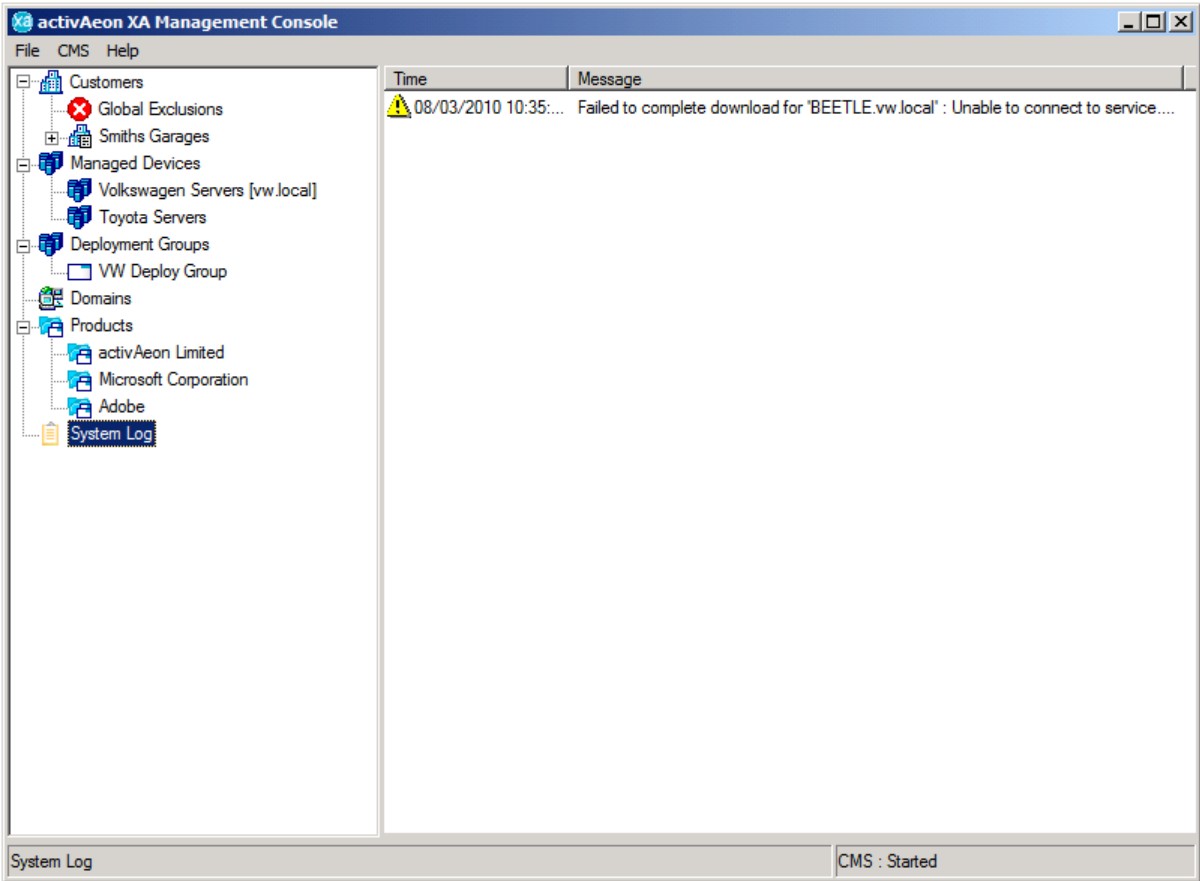 xa activAeon XA Management Console
File CMS Help
Customers
Global Exclusions
Smiths Garages
Managed Devices
Volkswagen Servers [vw.local]
Toyota Servers
Deployment Groups
VW Deploy Group
Domains
Products
activAeon Limited
Microsoft Corporation
Adobe
System Log
Time Message
08/03/2010 10:35:... Failed to complete download for 'BEETLE.vw.local' : Unable to connect to service....
System Log CMS : Started